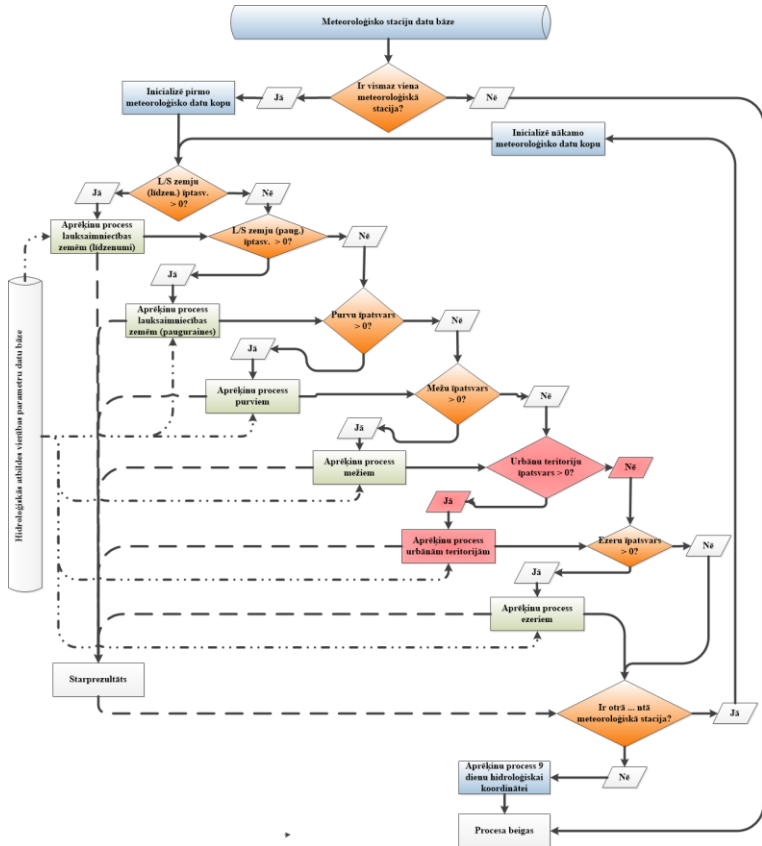 Meteoroloģisko staciju datu bāze
Ir vismaz viena
meteoroloģiskā
stacija?
Jā
Nē
Inicializē pirmo
meteoroloģisko datu kopu
Inicializē nākamo
meteoroloģisko datu kopu
L/S zemju
(līdzen.) īptasv.
> 0?
Jā
Nē
Aprēķinu process
lauksaimniecības
zemēm (līdzenumi)
L/S zemju (paug.)
īptasv. > 0?
Nē
Jā
Hidroloģiskās atbildes vienības parametru datu bāze
Aprēķinu process
lauksaimniecības
zemēm (pauguraines)
Purvu īpatsvars
> 0?
Nē
Jā
Aprēķinu process
purviem
Mežu īpatsvars
> 0?
Nē
Jā
Aprēķinu process
mežiem
Urbānu teritoriju
īpatsvars > 0?
Nē
Jā
Aprēķinu process
urbānām teritorijām
Ezeru īpatsvars
> 0?
Nē
Jā
Aprēķinu process
ezeriem
Starprezultāts
Ir otrā ... ntā
meteoroloģiskā stacija?
Jā
Nē
Aprēķinu process 9
dienu hidroloģiskai
koordinātei
Procesa beigas